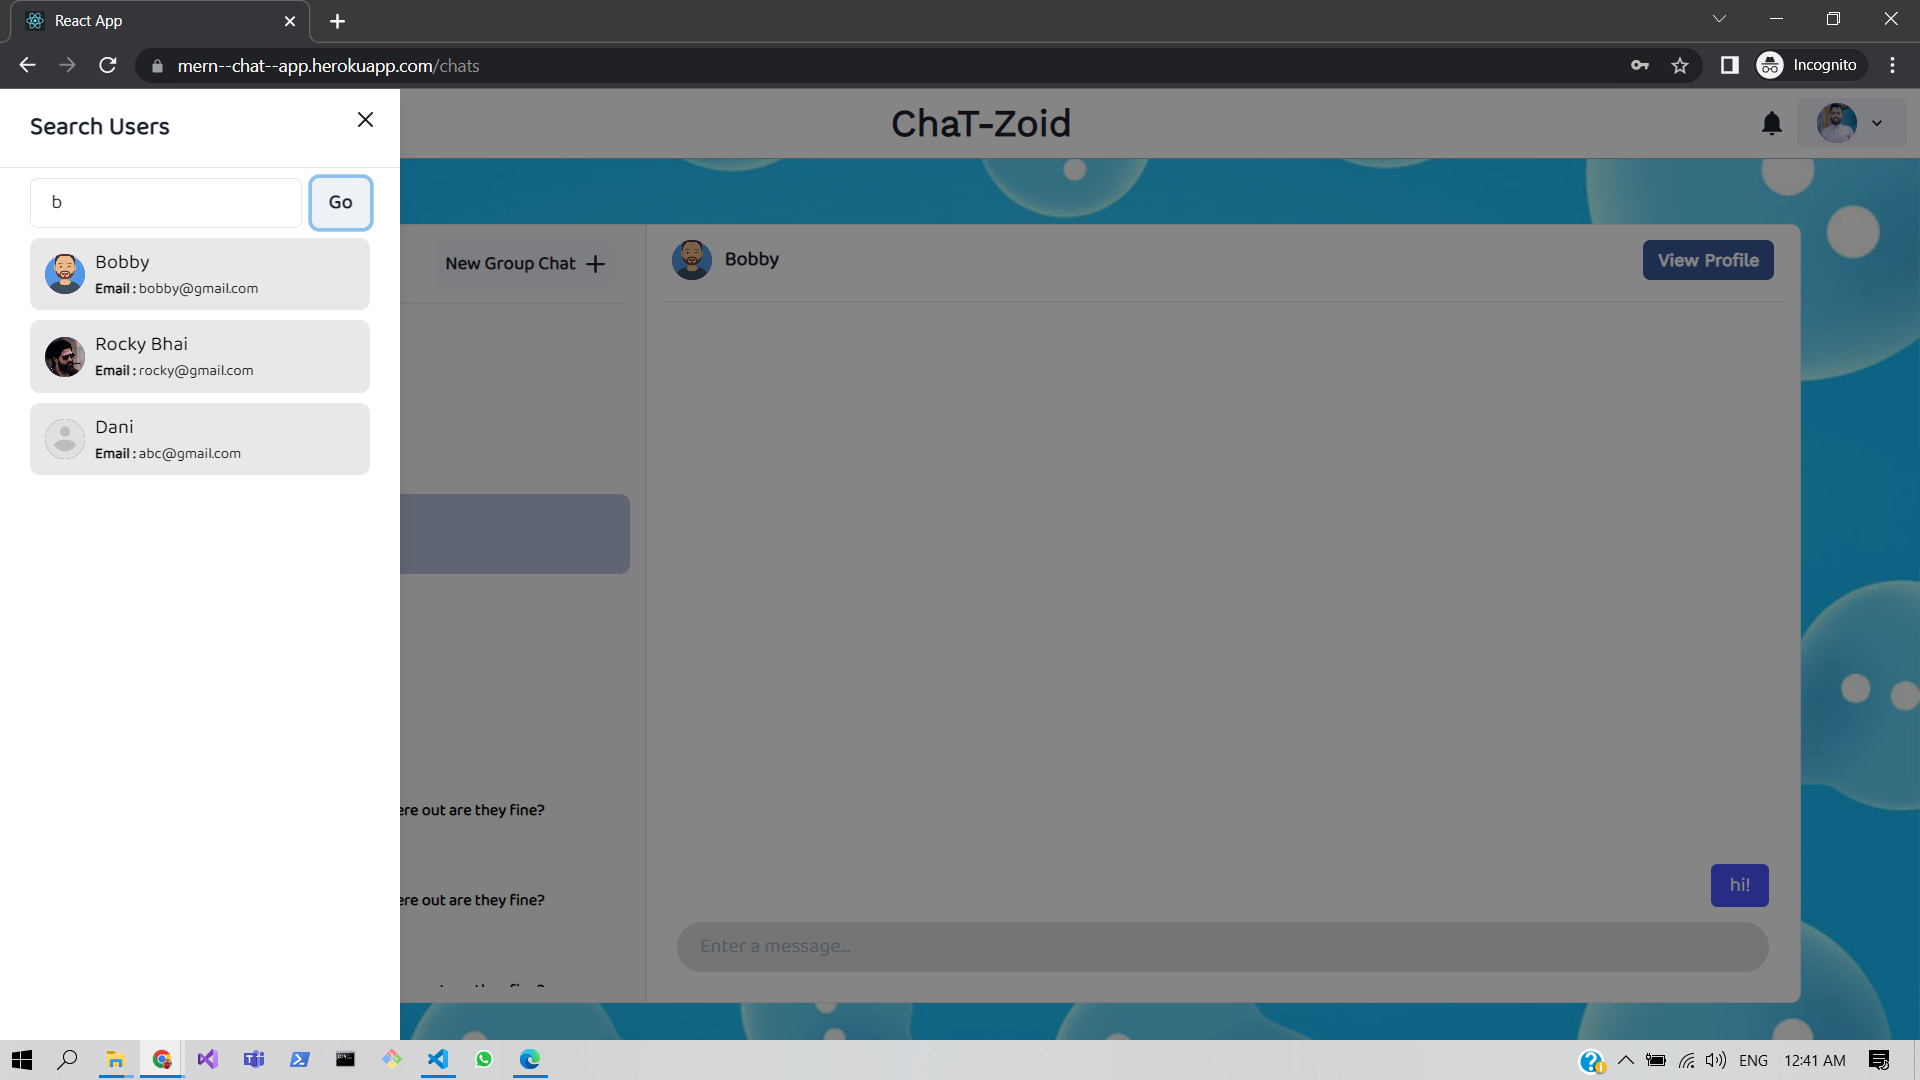 React App
mern--chat--app.herokuapp.com/chats
Incognito
Search Users
ChaT-Zoid
b
Go
Bobby
Email : bobby@gmail.com
Rocky Bhai
Email : rocky@gmail.com
Dani
Email : abc@gmail.com
New Group Chat
Bobby
View Profile
ere out are they fine?
ere out are they fine?
hi!
Enter a message...
ENG
12:41 AM